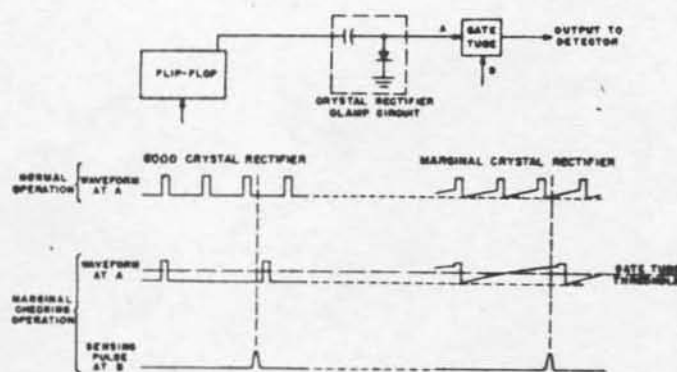 FLIP-FLOP
A
GATE
TUBE
OUTPUT TO
DETECTOR
B
CRYSTAL RECTIFIER
CLAMP CIRCUIT
GOOD CRYSTAL RECTIFIER
MARGINAL CRYSTAL RECTIFIER
NORMAL
OPERATION
WAVEFORM
AT A
WAVEFORM
AT A
GATE TUBE
THRESHOLD
MARGINAL
CHECKING
OPERATION
SENSING
PULSE
AT B